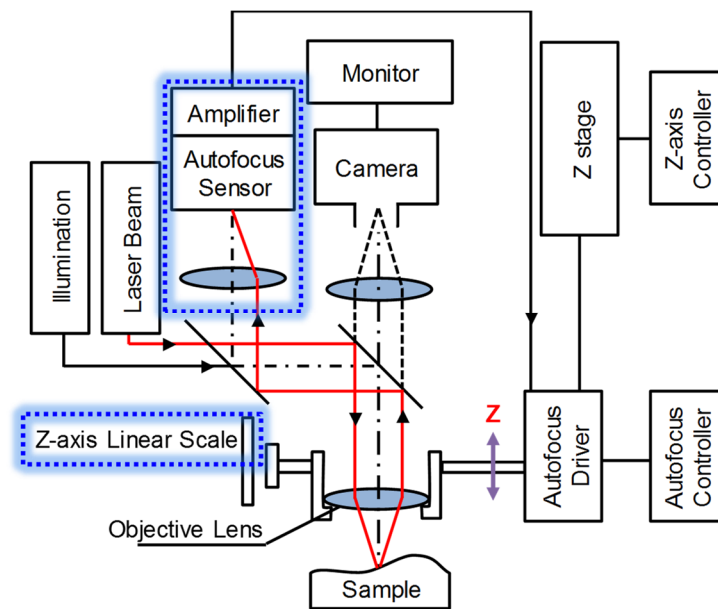 Monitor
Amplifier
Autofocus
Sensor
Camera
Z stage
Z-axis
Controller
Illumination
Laser Beam
Z-axis Linear Scale
Z
Autofocus
Driver
Autofocus
Controller
Objective Lens
Sample